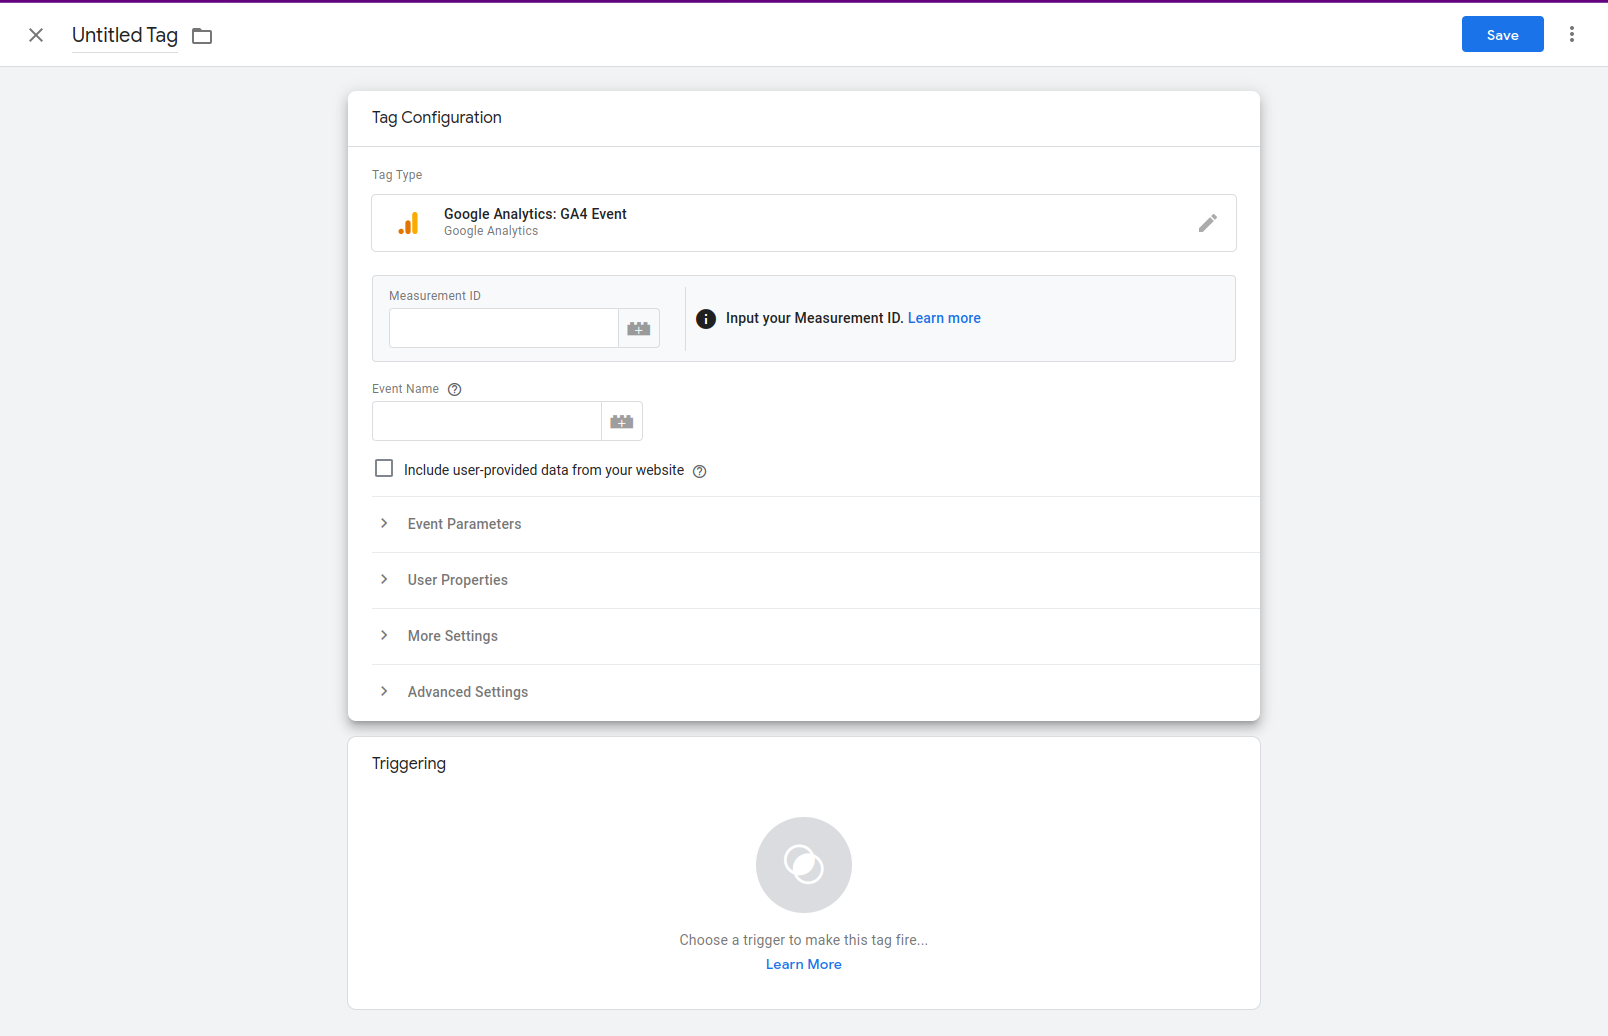 Untitled Tag
Save
Tag Configuration
Tag Type
Google Analytics: GA4 Event
Google Analytics
Measurement ID
Input your Measurement ID. Learn more
Event Name
Include user-provided data from your website
Event Parameters
User Properties
More Settings
Advanced Settings
Triggering
Choose a trigger to make this tag fire...
Learn More